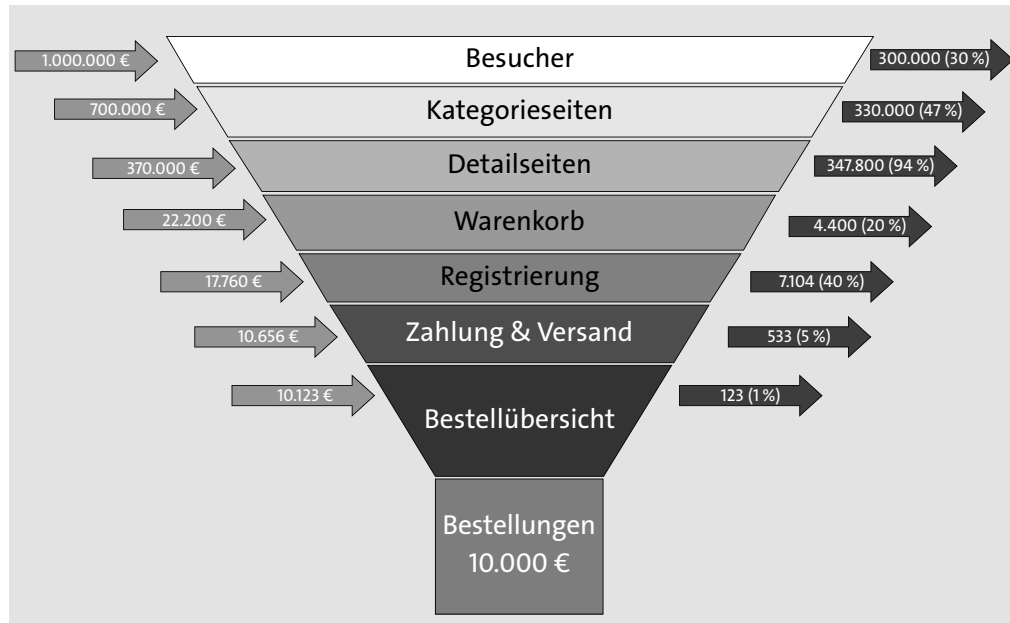 1.000.000 €
Besucher
300.000 (30 %)
700.000 €
Kategorieseiten
330.000 (47 %)
370.000 €
Detailseiten
347.800 (94 %)
22.200 €
Warenkorb
4.400 (20 %)
17.760 €
Registrierung
7.104 (40 %)
10.656 €
Zahlung & Versand
533 (5 %)
10.123 €
Bestellübersicht
123 (1 %)
Bestellungen
10.000 €